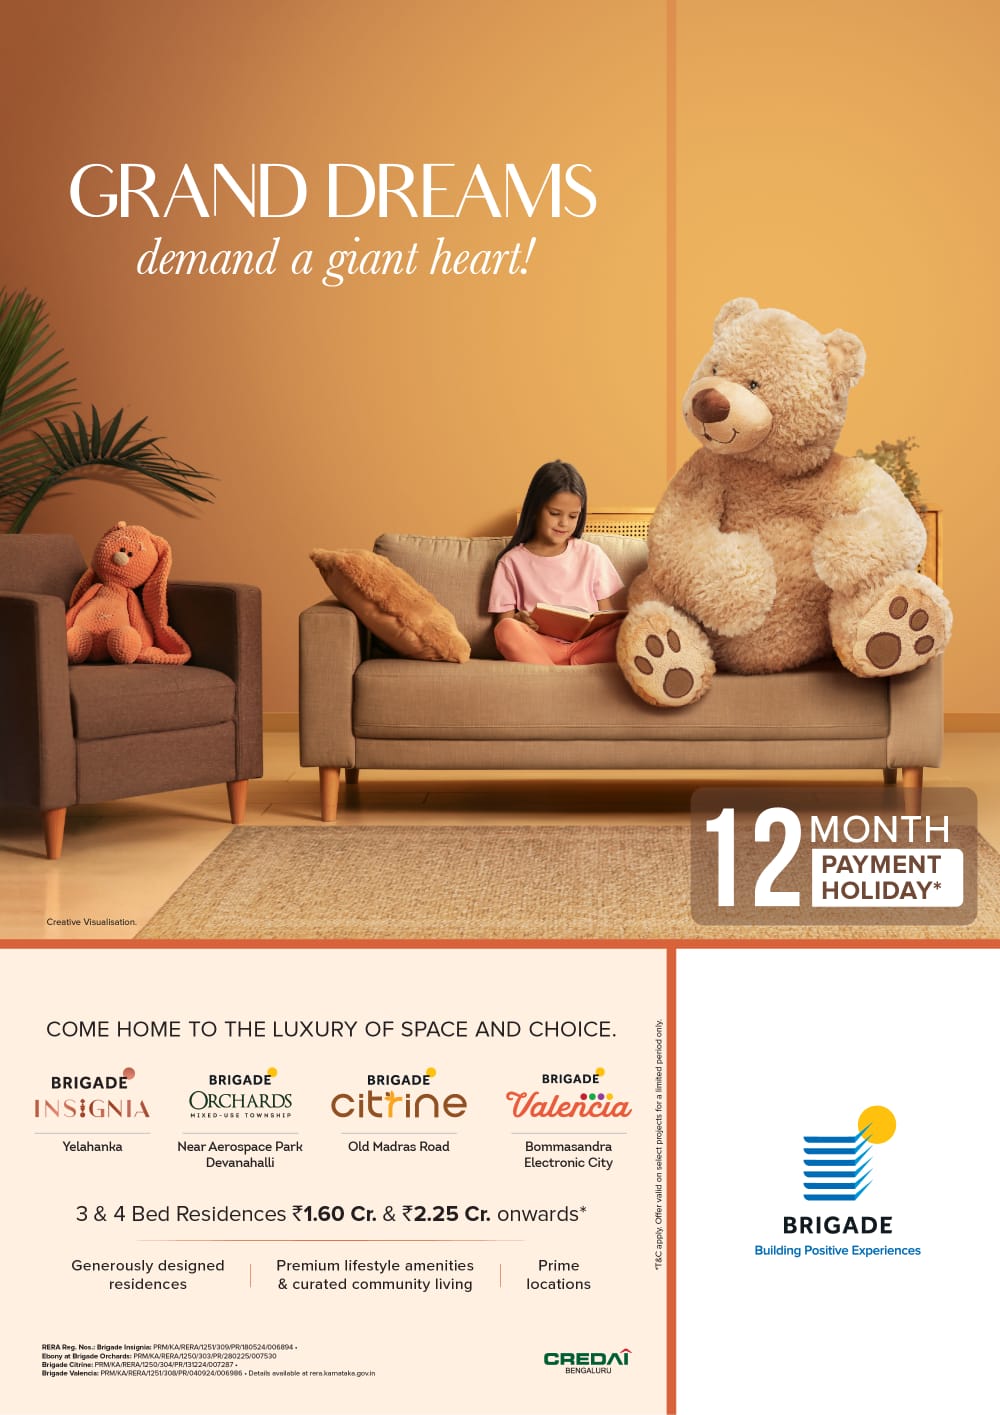 GRAND DREAMS
demand a giant heart!
12 MONTH
PAYMENT
HOLIDAY*
Creative Visualisation.
COME HOME TO THE LUXURY OF SPACE AND CHOICE.
BRIGADE
INSIGNIA
Yelahanka
BRIGADE
ORCHARDS
MIXED-USE TOWNSHIP
Near Aerospace Park
Devanahalli
BRIGADE
citrine
Old Madras Road
BRIGADE
Valencia
Bommasandra
Electronic City
3 & 4 Bed Residences ₹1.60 Cr. & ₹2.25 Cr. onwards*
Generously designed
residences
Premium lifestyle amenities
& curated community living
Prime
locations
*T&C apply. Offer valid on select projects for a limited period only.
BRIGADE
Building Positive Experiences
RERA Reg. Nos.: Brigade Insignia: PRM/KA/RERA/1251/309/PR/180524/006894 •
Ebony at Brigade Orchards: PRM/KA/RERA/1250/303/PR/280225/007530
Brigade Citrine: PRM/KA/RERA/1250/304/PR/131224/007287 •
Brigade Valencia: PRM/KA/RERA/1251/308/PR/040924/006986 • Details available at rera.karnataka.gov.in
CREDAI
BENGALURU